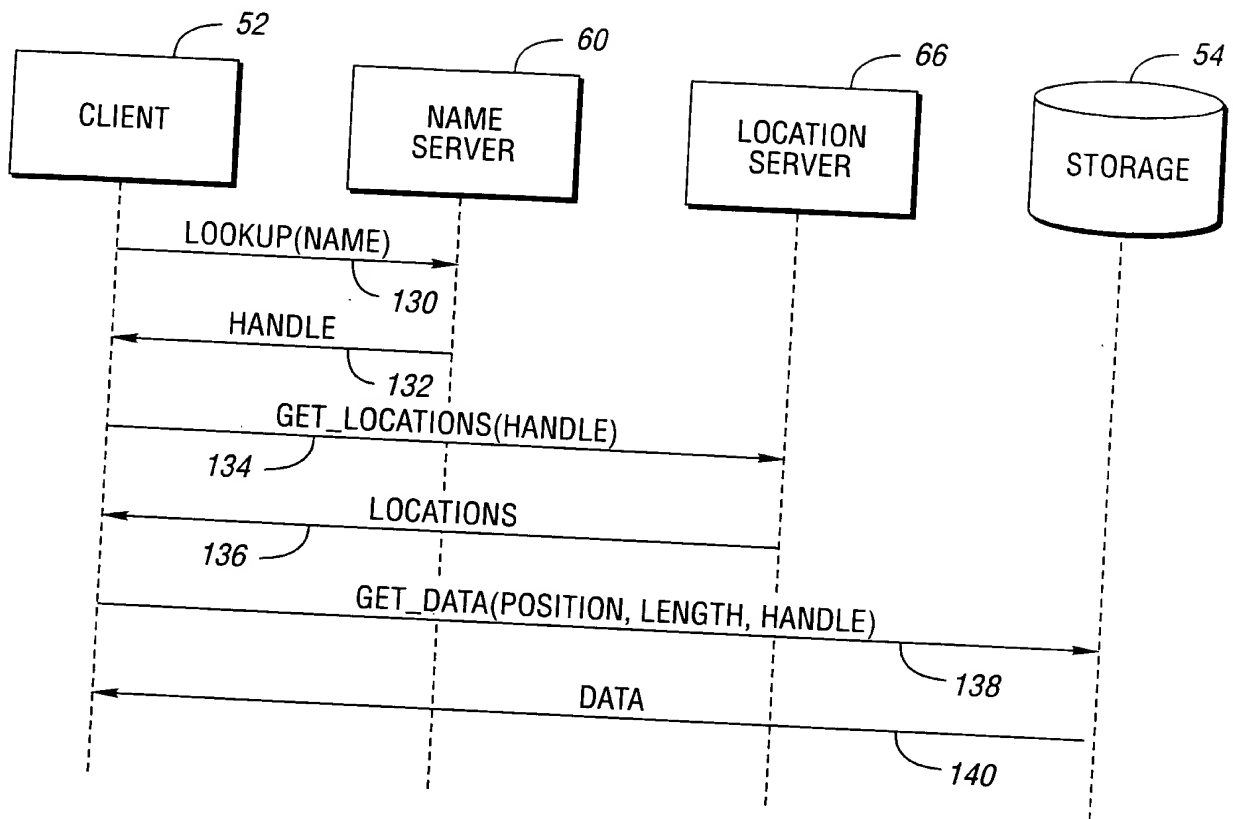 52
60
66
54
CLIENT
NAME
SERVER
LOCATION
SERVER
STORAGE
LOOKUP(NAME)
130
HANDLE
132
GET_LOCATIONS(HANDLE)
134
LOCATIONS
136
GET_DATA(POSITION, LENGTH, HANDLE)
138
DATA
140